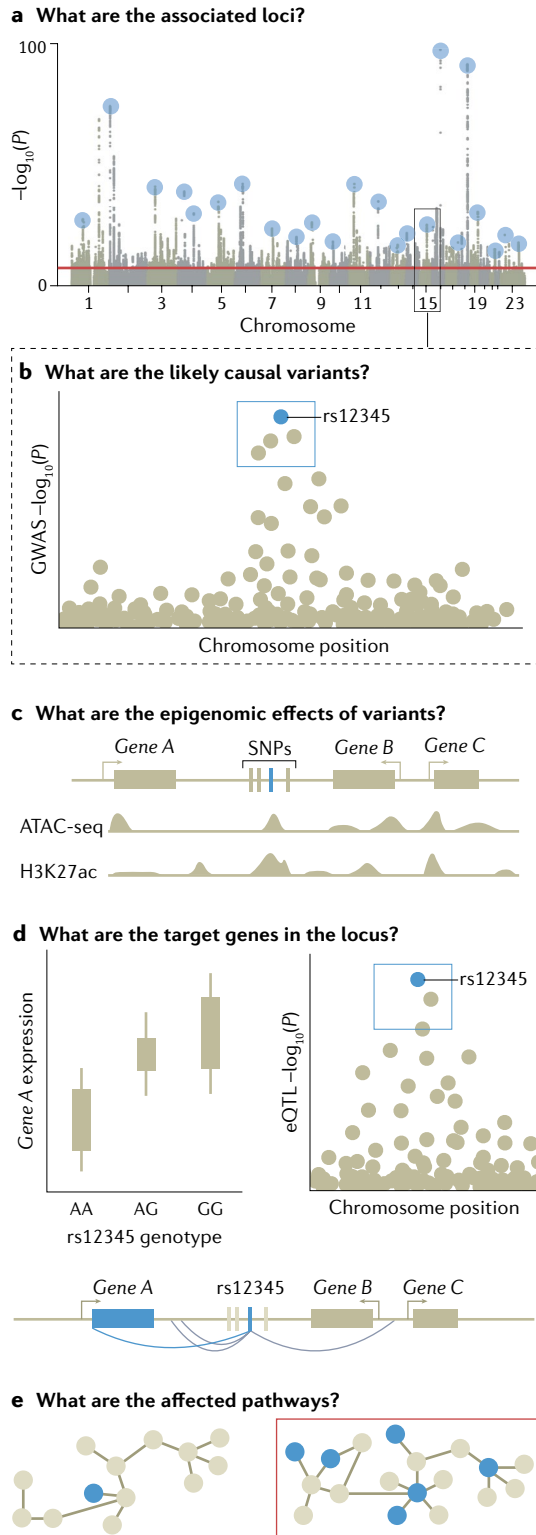 a What are the associated loci?
100
–log₁₀(P)
0
1 3 5 7 9 11 15 19 23
Chromosome
b What are the likely causal variants?
rs12345
GWAS –log₁₀(P)
Chromosome position
c What are the epigenomic effects of variants?
Gene A SNPs Gene B Gene C
ATAC-seq
H3K27ac
d What are the target genes in the locus?
Gene A expression
AA AG GG
rs12345 genotype
rs12345
eQTL –log₁₀(P)
Chromosome position
Gene A rs12345 Gene B Gene C
e What are the affected pathways?